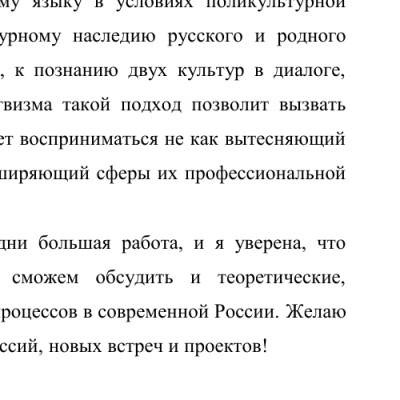 му языку в условиях поликультурной
урному наследию русского и родного
, к познанию двух культур в диалоге,
визма такой подход позволит вызвать
ет восприниматься не как вытесняющий
ширяющий сферы их профессиональной
дни большая работа, и я уверена, что
сможем обсудить и теоретические,
роцессов в современной России. Желаю
ссий, новых встреч и проектов!